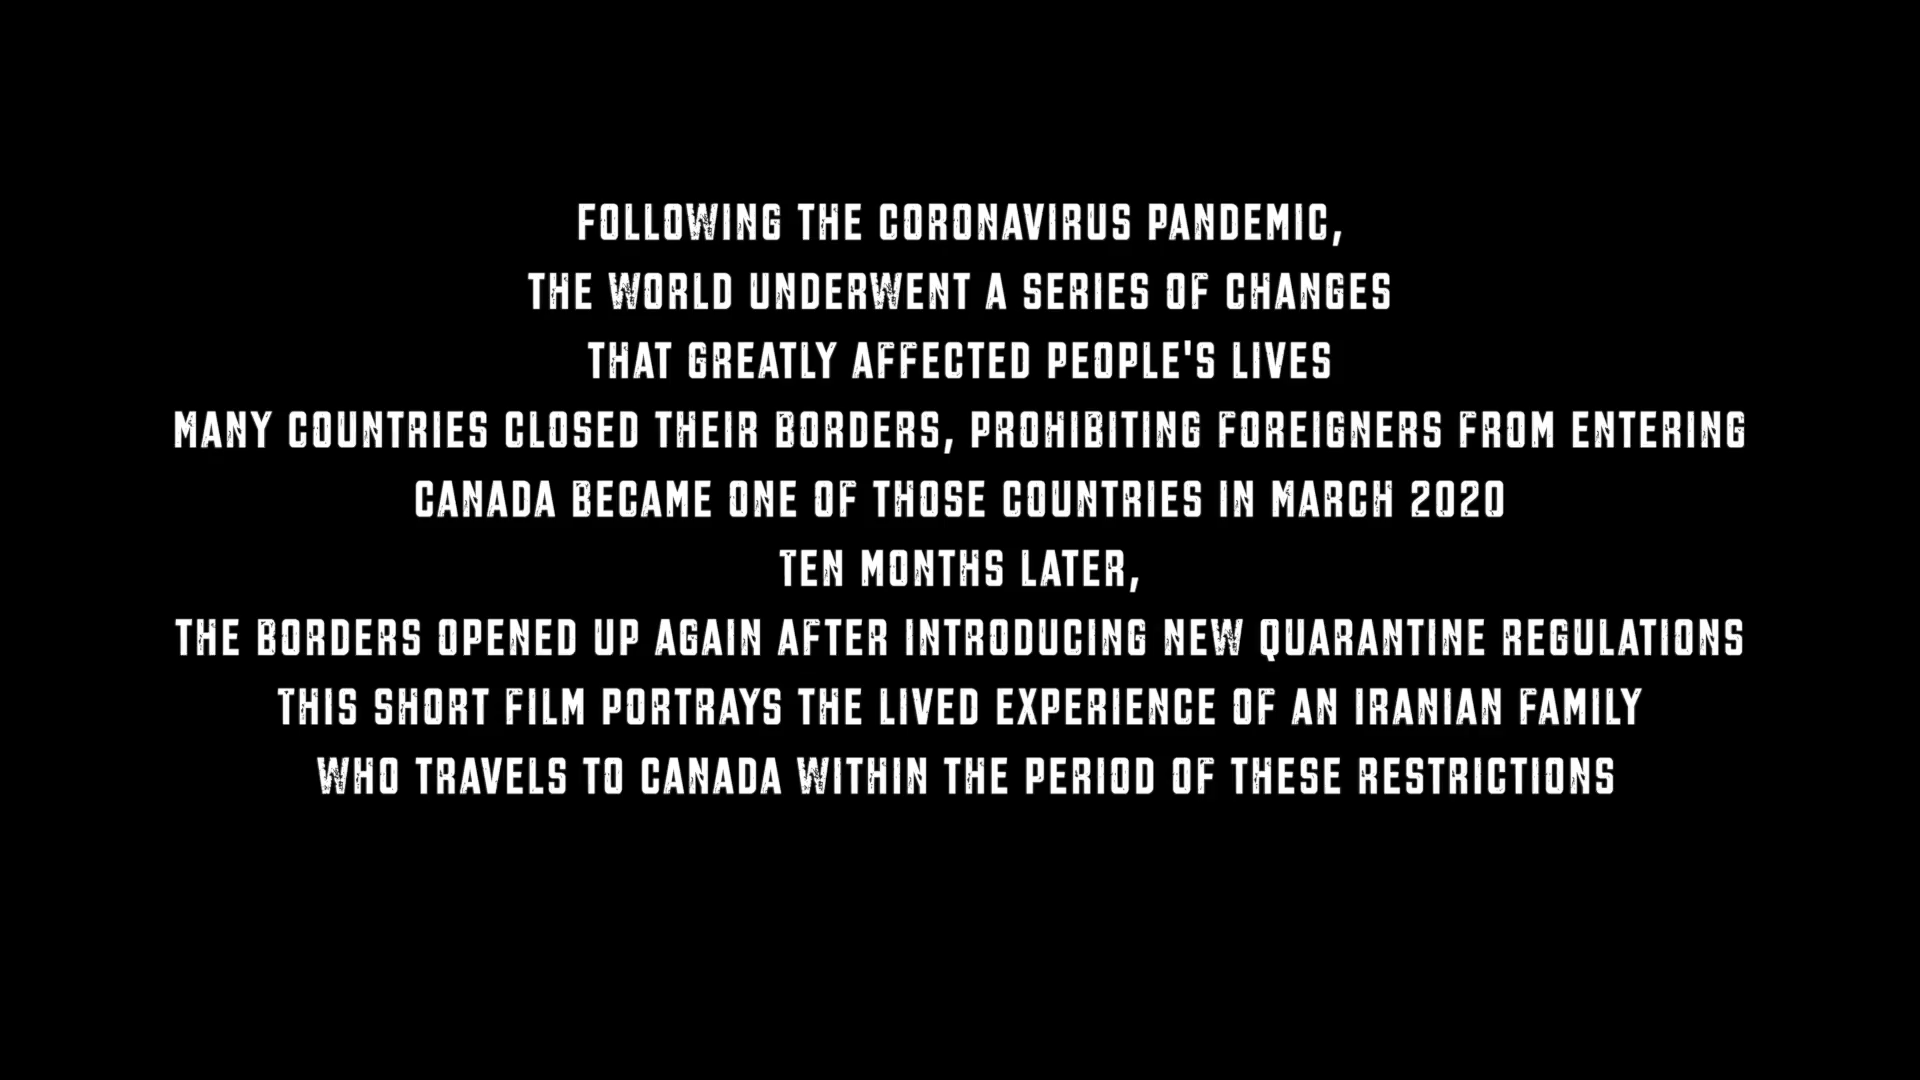 FOLLOWING THE CORONAVIRUS PANDEMIC,
THE WORLD UNDERWENT A SERIES OF CHANGES
THAT GREATLY AFFECTED PEOPLE'S LIVES
MANY COUNTRIES CLOSED THEIR BORDERS, PROHIBITING FOREIGNERS FROM ENTERING
CANADA BECAME ONE OF THOSE COUNTRIES IN MARCH 2020
TEN MONTHS LATER,
THE BORDERS OPENED UP AGAIN AFTER INTRODUCING NEW QUARANTINE REGULATIONS
THIS SHORT FILM PORTRAYS THE LIVED EXPERIENCE OF AN IRANIAN FAMILY
WHO TRAVELS TO CANADA WITHIN THE PERIOD OF THESE RESTRICTIONS